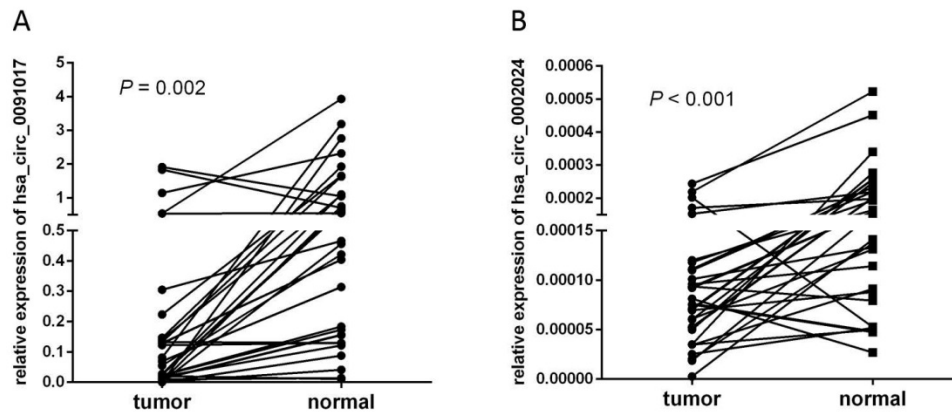 A
relative expression of hsa_circ_0091017
P = 0.002
5
4
3
2
1
0.5
0.4
0.3
0.2
0.1
0.0
tumor normal
B
relative expression of hsa_circ_0002024
P < 0.001
0.0006
0.0005
0.0004
0.0003
0.0002
0.00015
0.00010
0.00005
0.00000
tumor normal